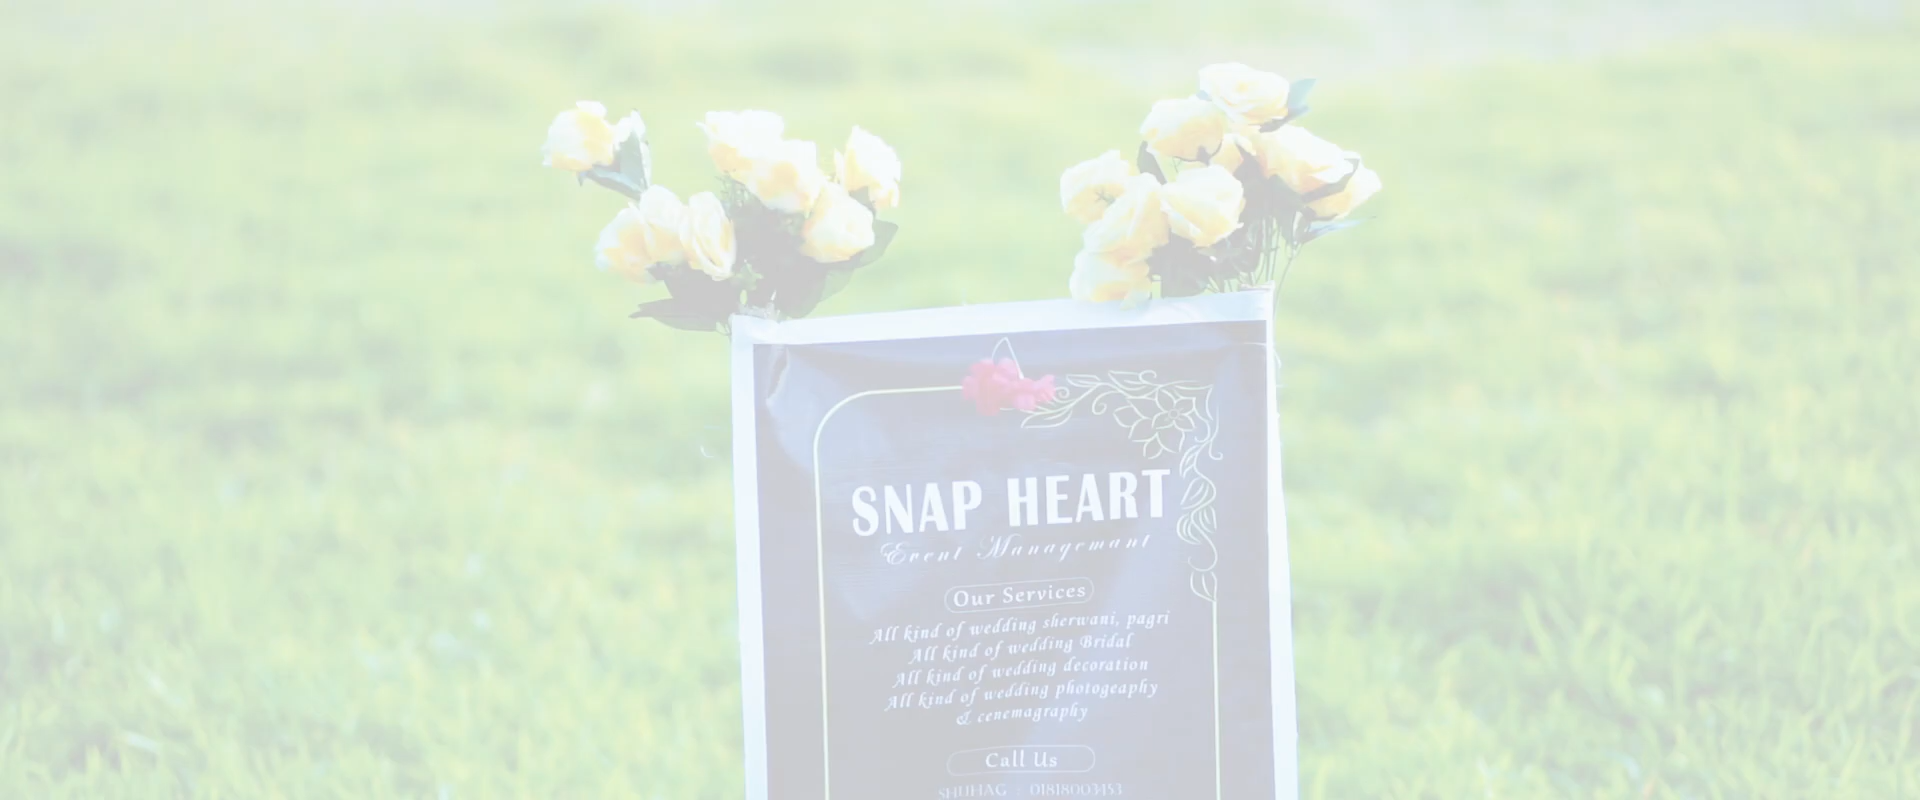 SNAP HEART
Event Managemant
Our Services
All kind of wedding sherwani, pagri
All kind of wedding Bridal
All kind of wedding decoration
All kind of wedding photogeaphy
& cenemagraphy
Call Us
SHUHAG : 01818003453